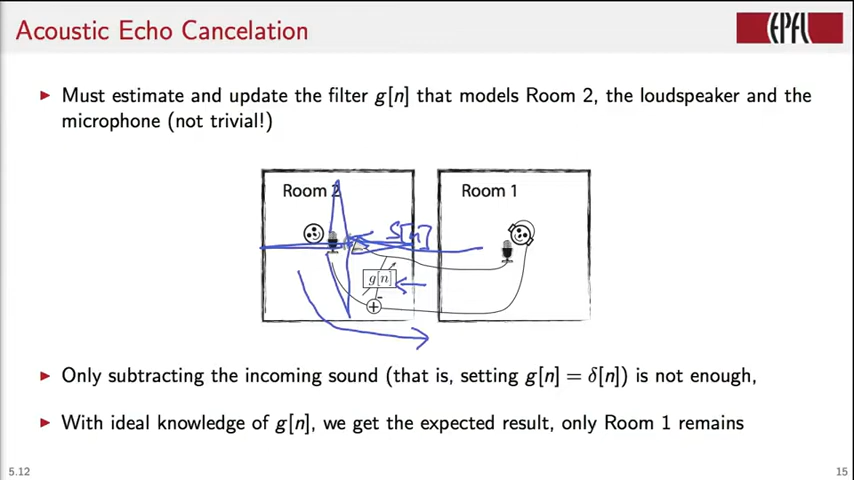 Acoustic Echo Cancelation
EPFL
Must estimate and update the filter g[n] that models Room 2, the loudspeaker and the
microphone (not trivial!)
Room 2
Room 1
S[n]
g[n]
+
-
Only subtracting the incoming sound (that is, setting g[n] = δ[n]) is not enough,
With ideal knowledge of g[n], we get the expected result, only Room 1 remains
5.12
15